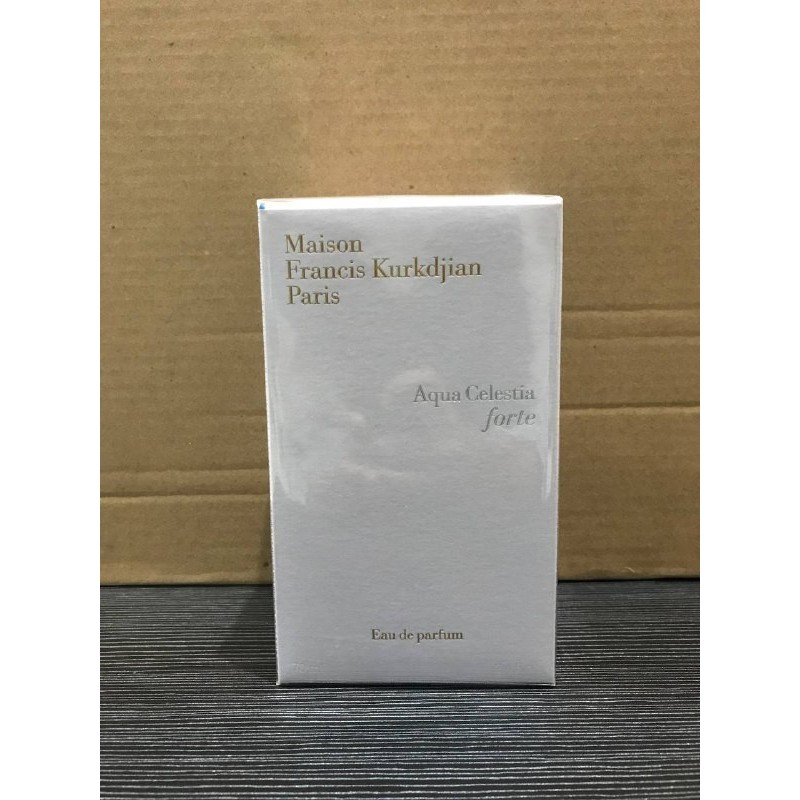 Maison
Francis Kurkdjian
Paris
Aqua Celestia
forte
Eau de parfum